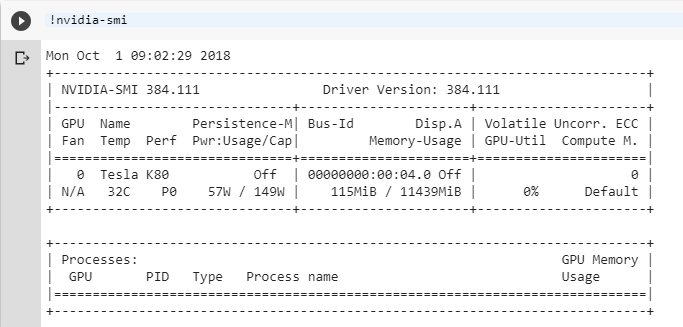 !nvidia-smi
Mon Oct  1 09:02:29 2018
+-----------------------------------------------------------------------------+
| NVIDIA-SMI 384.111                Driver Version: 384.111                   |
|-------------------------------+----------------------+----------------------+
| GPU  Name        Persistence-M| Bus-Id        Disp.A | Volatile Uncorr. ECC |
| Fan  Temp  Perf  Pwr:Usage/Cap|         Memory-Usage | GPU-Util  Compute M. |
|===============================+======================+======================|
|   0  Tesla K80           Off  | 00000000:00:04.0 Off |                    0 |
| N/A   32C    P0    57W / 149W |    115MiB / 11439MiB |      0%      Default |
+-------------------------------+----------------------+----------------------+
+-----------------------------------------------------------------------------+
| Processes:                                                       GPU Memory |
|  GPU       PID   Type   Process name                             Usage      |
|=============================================================================|
+-----------------------------------------------------------------------------+